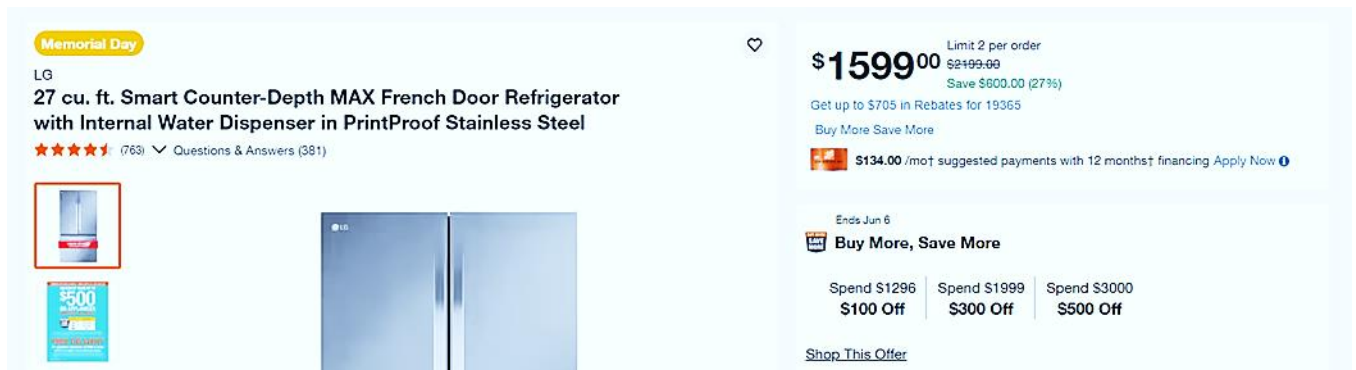 Memorial Day
LG
27 cu. ft. Smart Counter-Depth MAX French Door Refrigerator
with Internal Water Dispenser in PrintProof Stainless Steel
(763) Questions & Answers (381)
LG
$500
$159900
Limit 2 per order
$2199.00
Save $600.00 (27%)
Get up to $705 in Rebates for 19365
Buy More Save More
$134.00 /mo† suggested payments with 12 months† financing Apply Now
Ends Jun 6
Buy More, Save More
Spend $1296 Spend $1999 Spend $3000
$100 Off $300 Off $500 Off
Shop This Offer